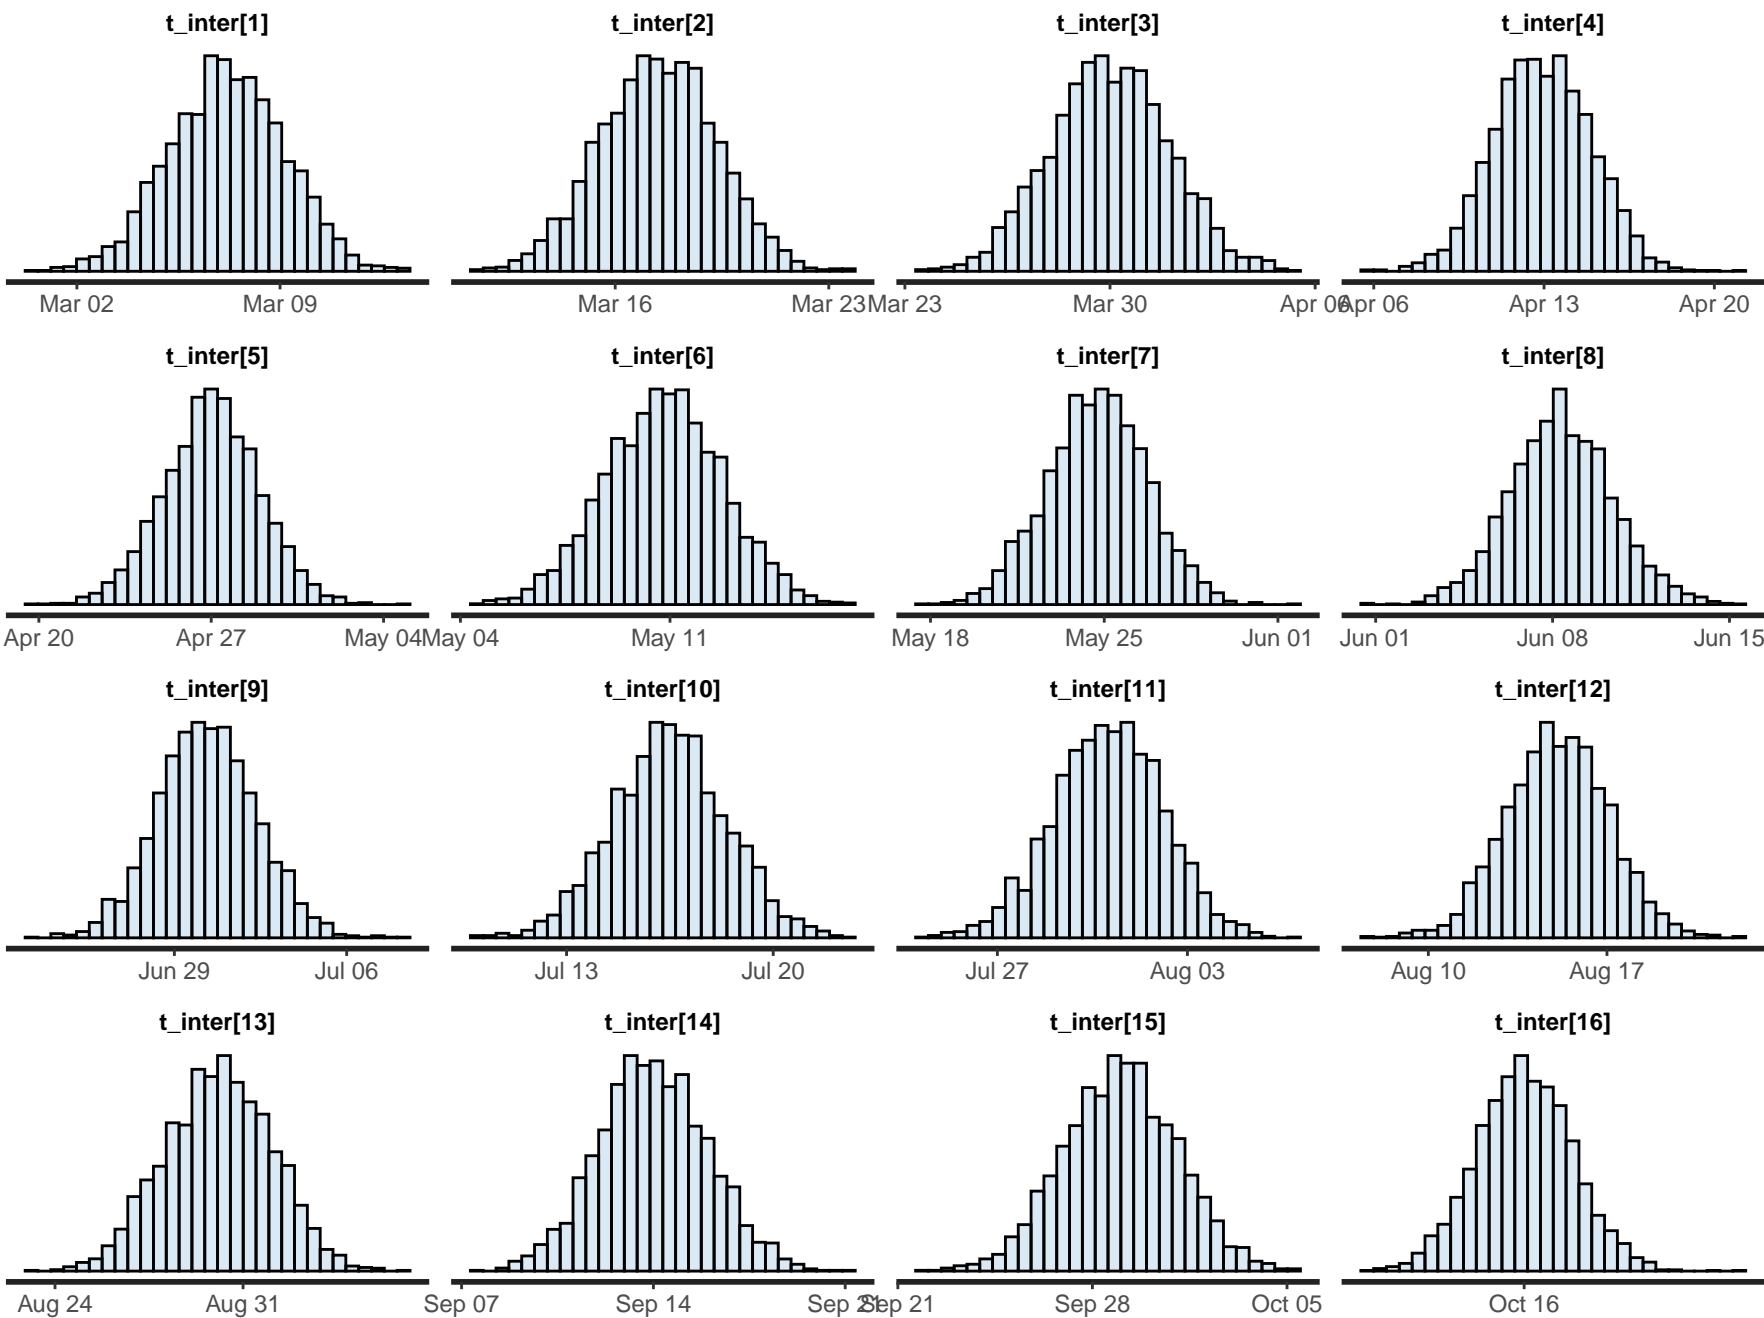 t_inter[1] t_inter[2] t_inter[3] t_inter[4]
Mar 02 Mar 09 Mar 16 Mar 23 Mar 23 Mar 30 Apr 06 Apr 06 Apr 13 Apr 20
t_inter[5] t_inter[6] t_inter[7] t_inter[8]
Apr 20 Apr 27 May 04 May 04 May 11 May 18 May 25 Jun 01 Jun 01 Jun 08 Jun 15
t_inter[9] t_inter[10] t_inter[11] t_inter[12]
Jun 29 Jul 06 Jul 13 Jul 20 Jul 27 Aug 03 Aug 10 Aug 17
t_inter[13] t_inter[14] t_inter[15] t_inter[16]
Aug 24 Aug 31 Sep 07 Sep 14 Sep 21 Sep 21 Sep 28 Oct 05 Oct 16